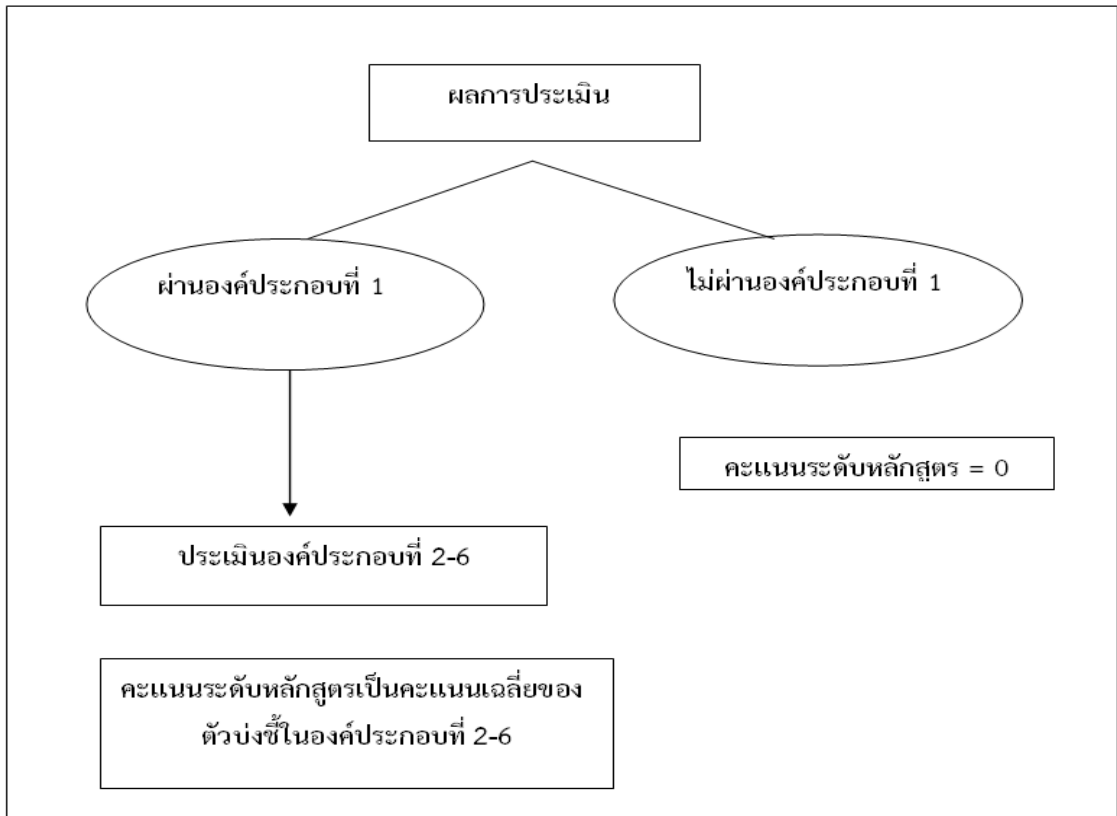 ผลการประเมิน
ผ่านองค์ประกอบที่ 1
ไม่ผ่านองค์ประกอบที่ 1
คะแนนระดับหลักสูตร = 0
ประเมินองค์ประกอบที่ 2-6
คะแนนระดับหลักสูตรเป็นคะแนนเฉลี่ยของ
ตัวบ่งชี้ในองค์ประกอบที่ 2-6